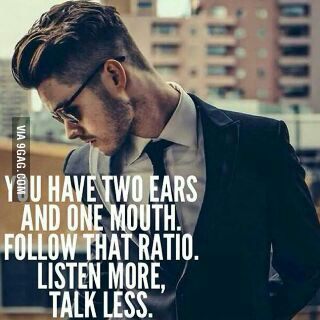 YOU HAVE TWO EARS
AND ONE MOUTH.
FOLLOW THAT RATIO.
LISTEN MORE,
TALK LESS.
VIA 9GAG.COM